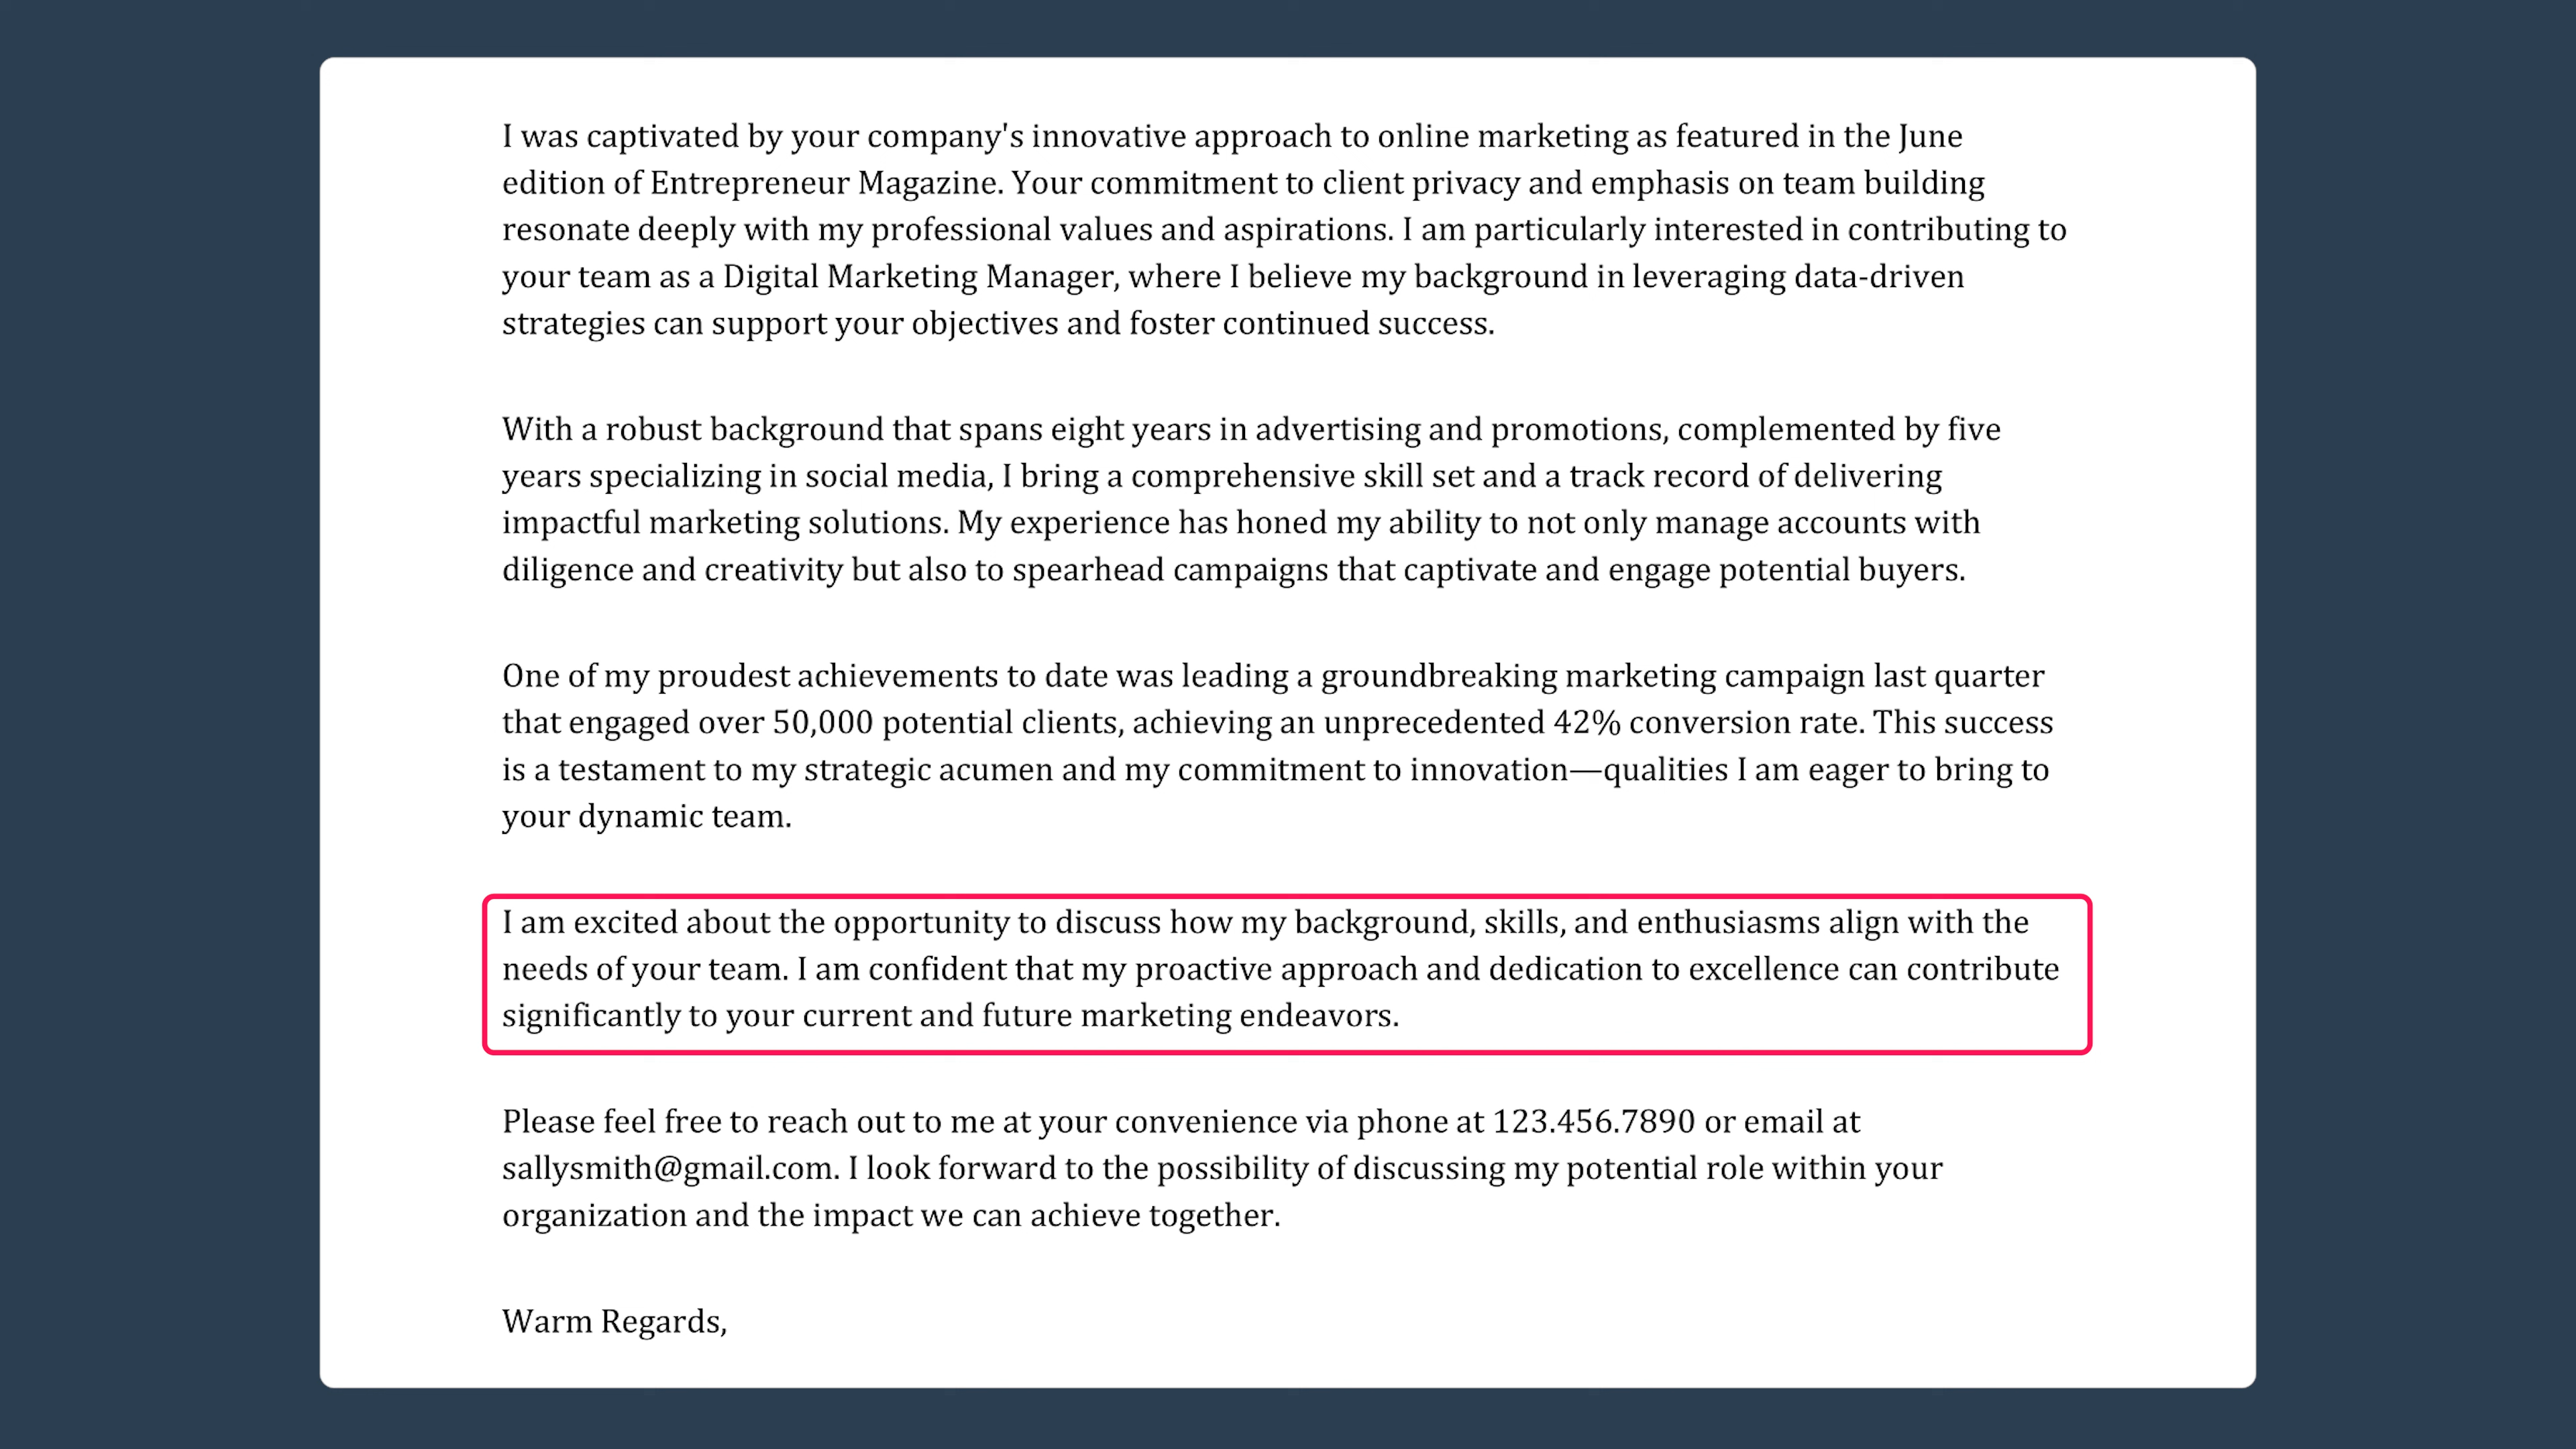 I was captivated by your company's innovative approach to online marketing as featured in the June
edition of Entrepreneur Magazine. Your commitment to client privacy and emphasis on team building
resonate deeply with my professional values and aspirations. I am particularly interested in contributing to
your team as a Digital Marketing Manager, where I believe my background in leveraging data-driven
strategies can support your objectives and foster continued success.
With a robust background that spans eight years in advertising and promotions, complemented by five
years specializing in social media, I bring a comprehensive skill set and a track record of delivering
impactful marketing solutions. My experience has honed my ability to not only manage accounts with
diligence and creativity but also to spearhead campaigns that captivate and engage potential buyers.
One of my proudest achievements to date was leading a groundbreaking marketing campaign last quarter
that engaged over 50,000 potential clients, achieving an unprecedented 42% conversion rate. This success
is a testament to my strategic acumen and my commitment to innovation—qualities I am eager to bring to
your dynamic team.
I am excited about the opportunity to discuss how my background, skills, and enthusiasms align with the
needs of your team. I am confident that my proactive approach and dedication to excellence can contribute
significantly to your current and future marketing endeavors.
Please feel free to reach out to me at your convenience via phone at 123.456.7890 or email at
sallysmith@gmail.com. I look forward to the possibility of discussing my potential role within your
organization and the impact we can achieve together.
Warm Regards,